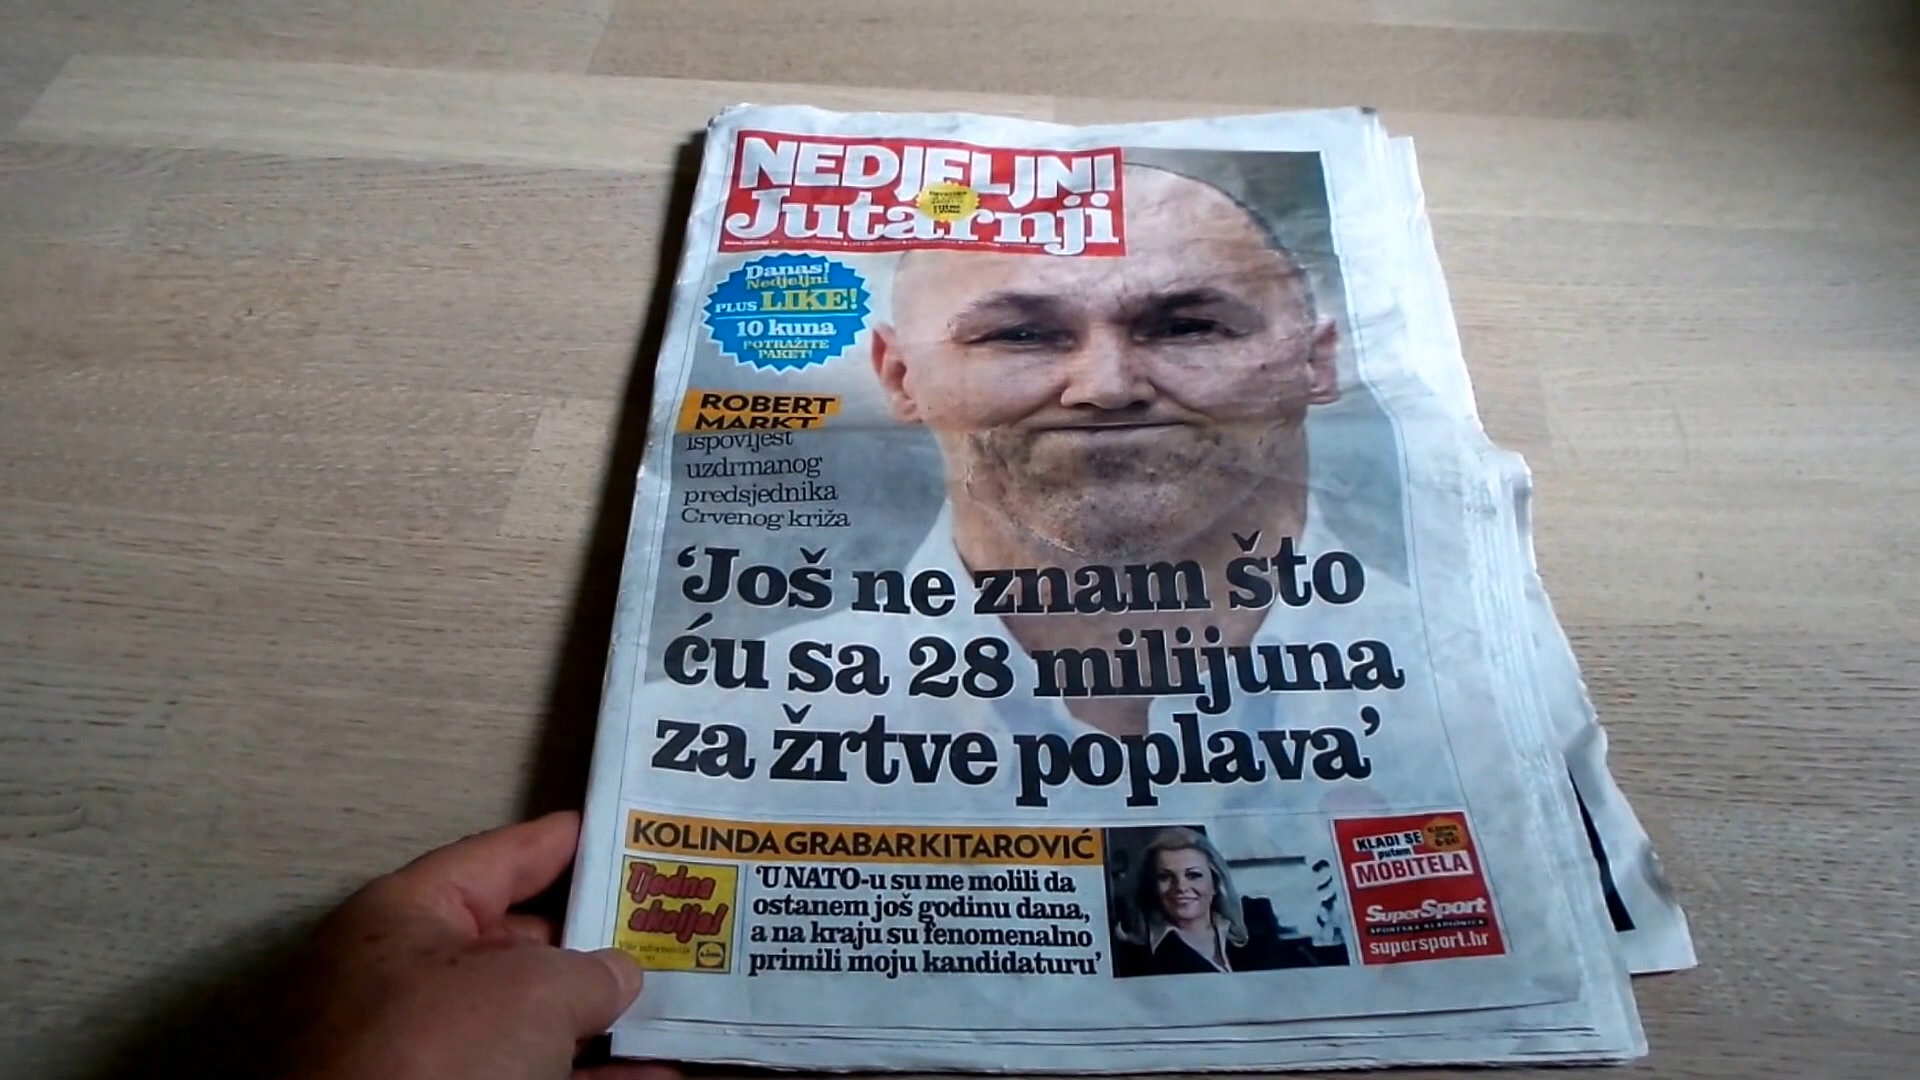 NEDJELJNI
Jutarnji
Danas!
Nedjeljni
PLUS LIKE!
10 kuna
POTRAŽITE
PAKET!
ROBERT
MARKT
ispovijest
uzdrmanog
predsjednika
Crvenog križa
‘Još ne znam što
ću sa 28 milijuna
za žrtve poplava’
KOLINDA GRABAR KITAROVIĆ
Tjedna
akcija!
‘U NATO-u su me molili da
ostanem još godinu dana,
a na kraju su fenomenalno
primili moju kandidaturu’
KLADI SE
putem
MOBITELA
SuperSport
SPORTSKA KLADIONICA
supersport.hr